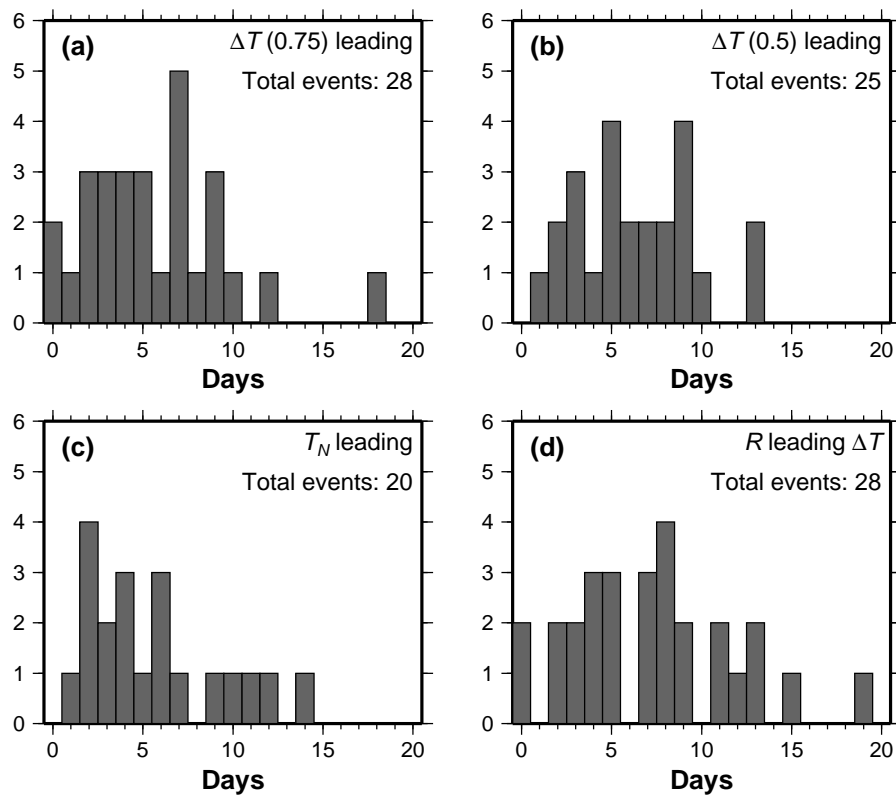 (a)
ΔT (0.75) leading
Total events: 28
6
5
4
3
2
1
0
0 5 10 15 20
Days
(b)
ΔT (0.5) leading
Total events: 25
6
5
4
3
2
1
0
0 5 10 15 20
Days
(c)
T_N leading
Total events: 20
6
5
4
3
2
1
0
0 5 10 15 20
Days
(d)
R leading ΔT
Total events: 28
6
5
4
3
2
1
0
0 5 10 15 20
Days